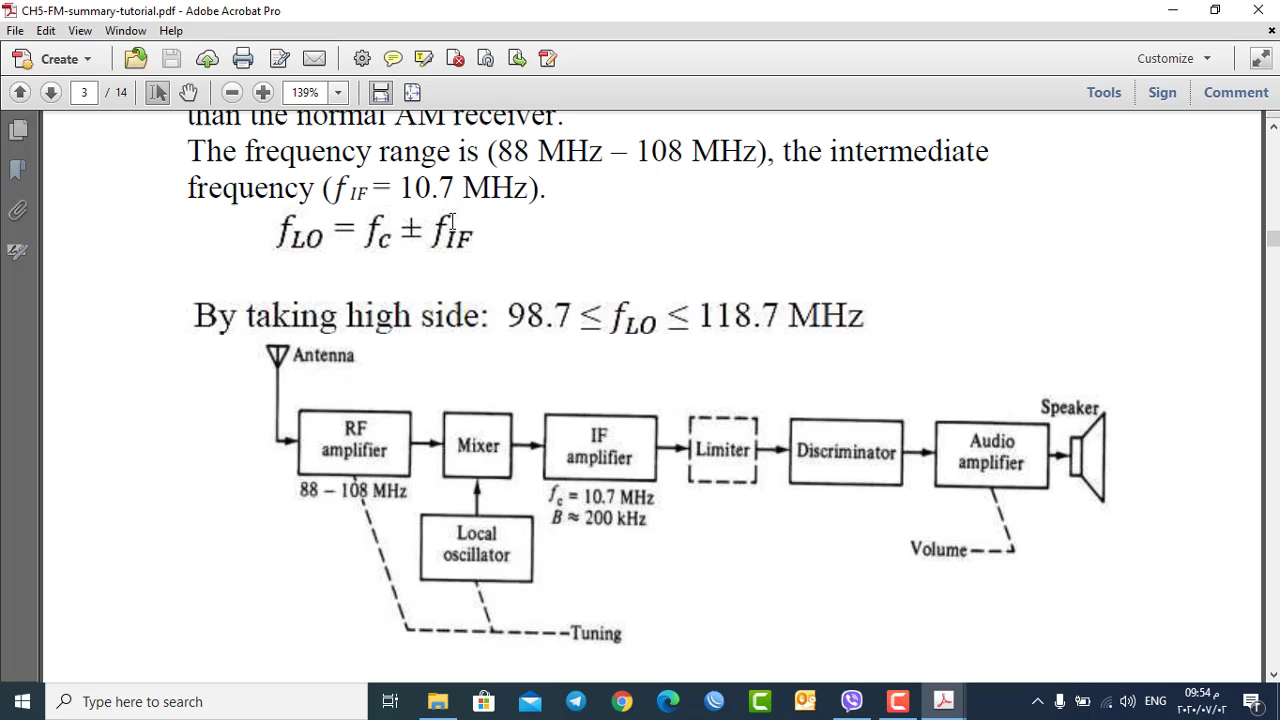 CH5-FM-summary-tutorial.pdf - Adobe Acrobat Pro
File Edit View Window Help
Create
Customize
3 / 14
139%
Tools Sign Comment
than the normal AM receiver.
The frequency range is (88 MHz – 108 MHz), the intermediate
frequency (f IF = 10.7 MHz).
fLO = fc ± fIF
By taking high side: 98.7 ≤ fLO ≤ 118.7 MHz
Antenna
Speaker
RF
amplifier
Mixer
IF
amplifier
Limiter
Discriminator
Audio
amplifier
88 – 108 MHz
fc = 10.7 MHz
B ≈ 200 kHz
Local
oscillator
Volume
Tuning
Type here to search
ENG
09:54 م
٢٠٢٠/٠٧/٠٢